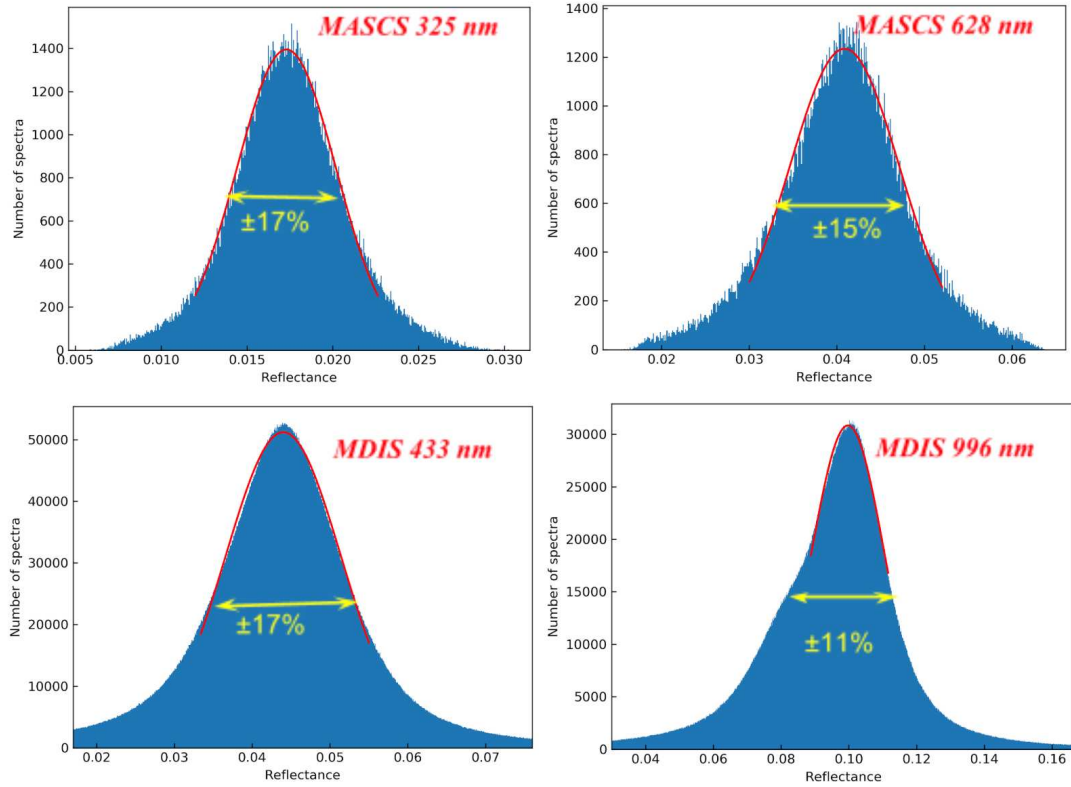 MASCS 325 nm
1400
1200
1000
800
600
400
200
0
Number of spectra
±17%
0.005 0.010 0.015 0.020 0.025 0.030
Reflectance
MASCS 628 nm
1400
1200
1000
800
600
400
200
0
Number of spectra
±15%
0.02 0.03 0.04 0.05 0.06
Reflectance
MDIS 433 nm
50000
40000
30000
20000
10000
0
Number of spectra
±17%
0.02 0.03 0.04 0.05 0.06 0.07
Reflectance
MDIS 996 nm
30000
25000
20000
15000
10000
5000
0
Number of spectra
±11%
0.04 0.06 0.08 0.10 0.12 0.14 0.16
Reflectance